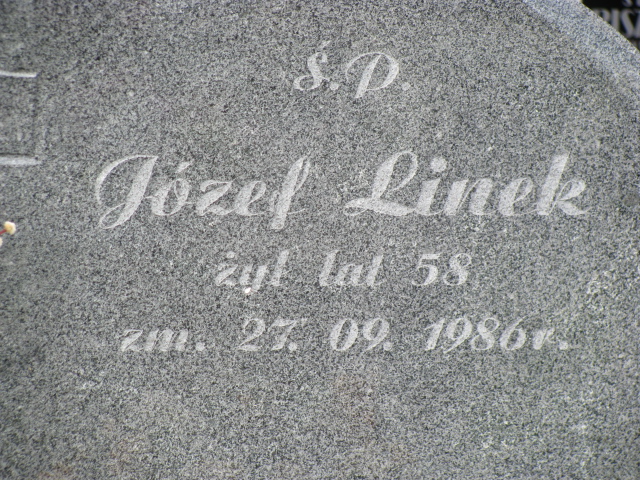 Ś.P.
Józef Linek
żył lat 58
zm. 27. 09. 1986r.